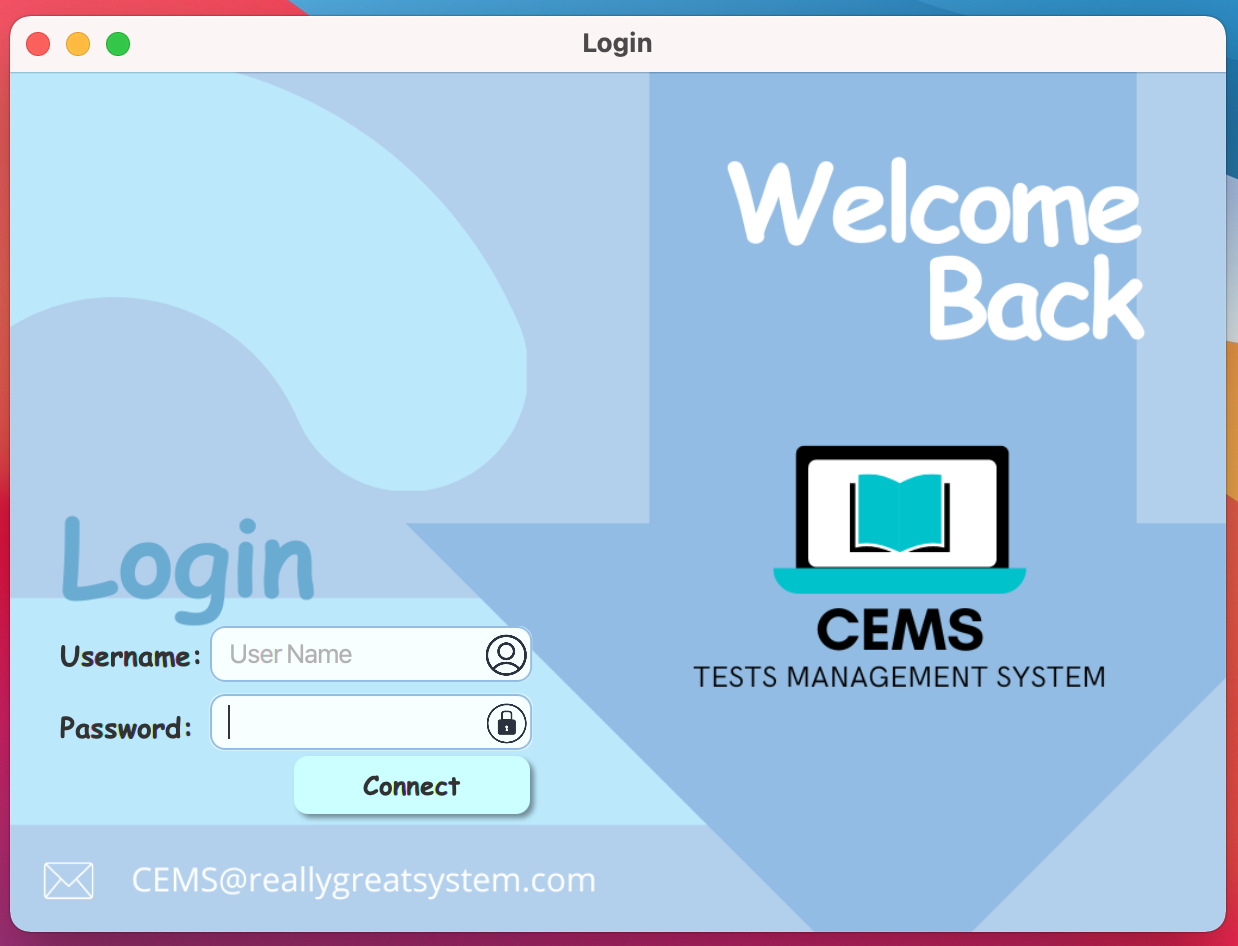 Login
Welcome
Back
Login
Username: User Name
Password:
Connect
CEMS
TESTS MANAGEMENT SYSTEM
CEMS@reallygreatsystem.com